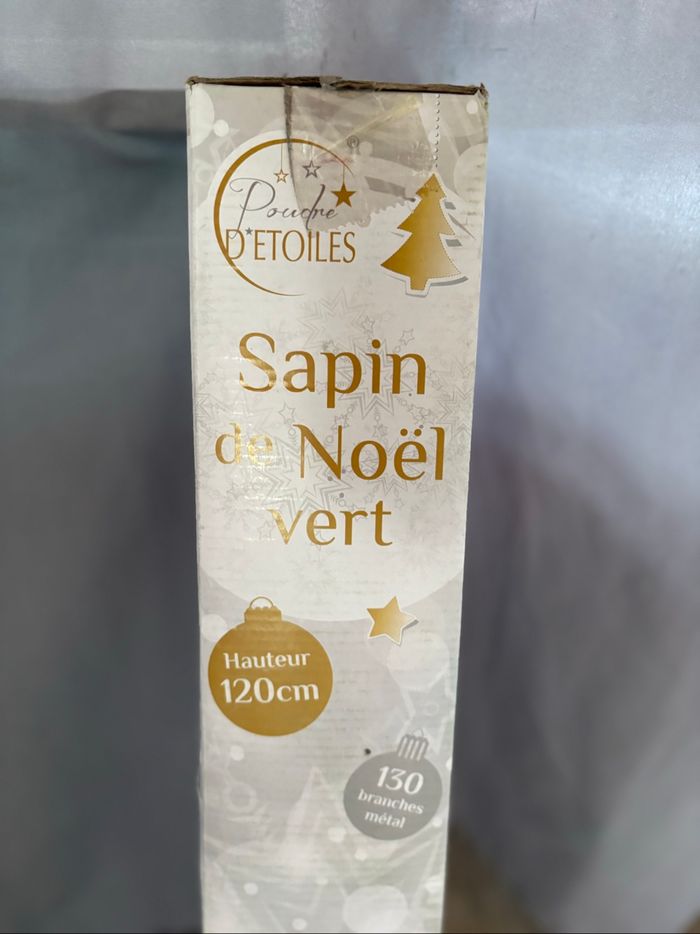 Poudre
D'ETOILES
®
Sapin
de Noël
vert
Hauteur
120cm
130
branches
métal